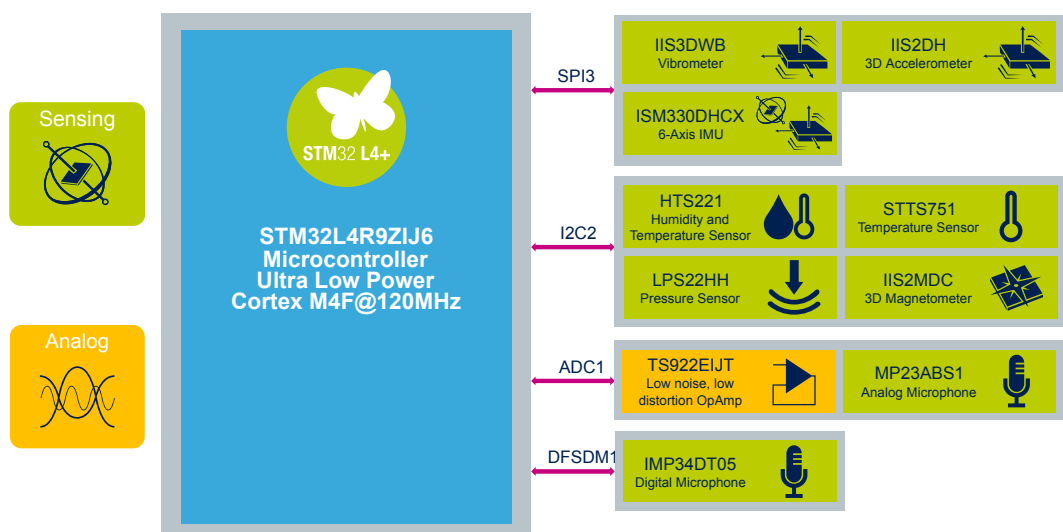 Sensing
Analog
STM32 L4+
STM32L4R9ZIJ6
Microcontroller
Ultra Low Power
Cortex M4F@120MHz
SPI3
IIS3DWB
Vibrometer
IIS2DH
3D Accelerometer
ISM330DHCX
6-Axis IMU
I2C2
HTS221
Humidity and
Temperature Sensor
STTS751
Temperature Sensor
LPS22HH
Pressure Sensor
IIS2MDC
3D Magnetometer
ADC1
TS922EIJT
Low noise, low
distortion OpAmp
MP23ABS1
Analog Microphone
DFSDM1
IMP34DT05
Digital Microphone